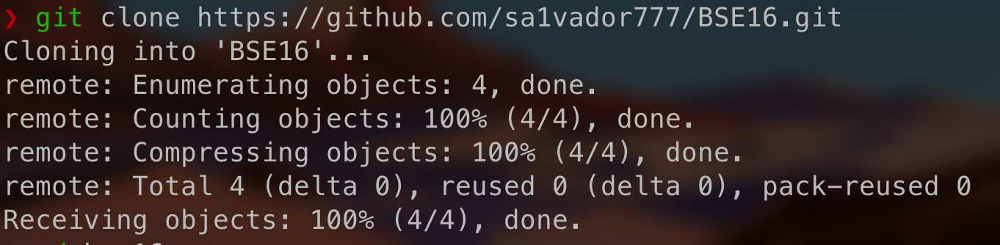 ❯ git clone https://github.com/sa1vador777/BSE16.git
Cloning into 'BSE16'...
remote: Enumerating objects: 4, done.
remote: Counting objects: 100% (4/4), done.
remote: Compressing objects: 100% (4/4), done.
remote: Total 4 (delta 0), reused 0 (delta 0), pack-reused 0
Receiving objects: 100% (4/4), done.